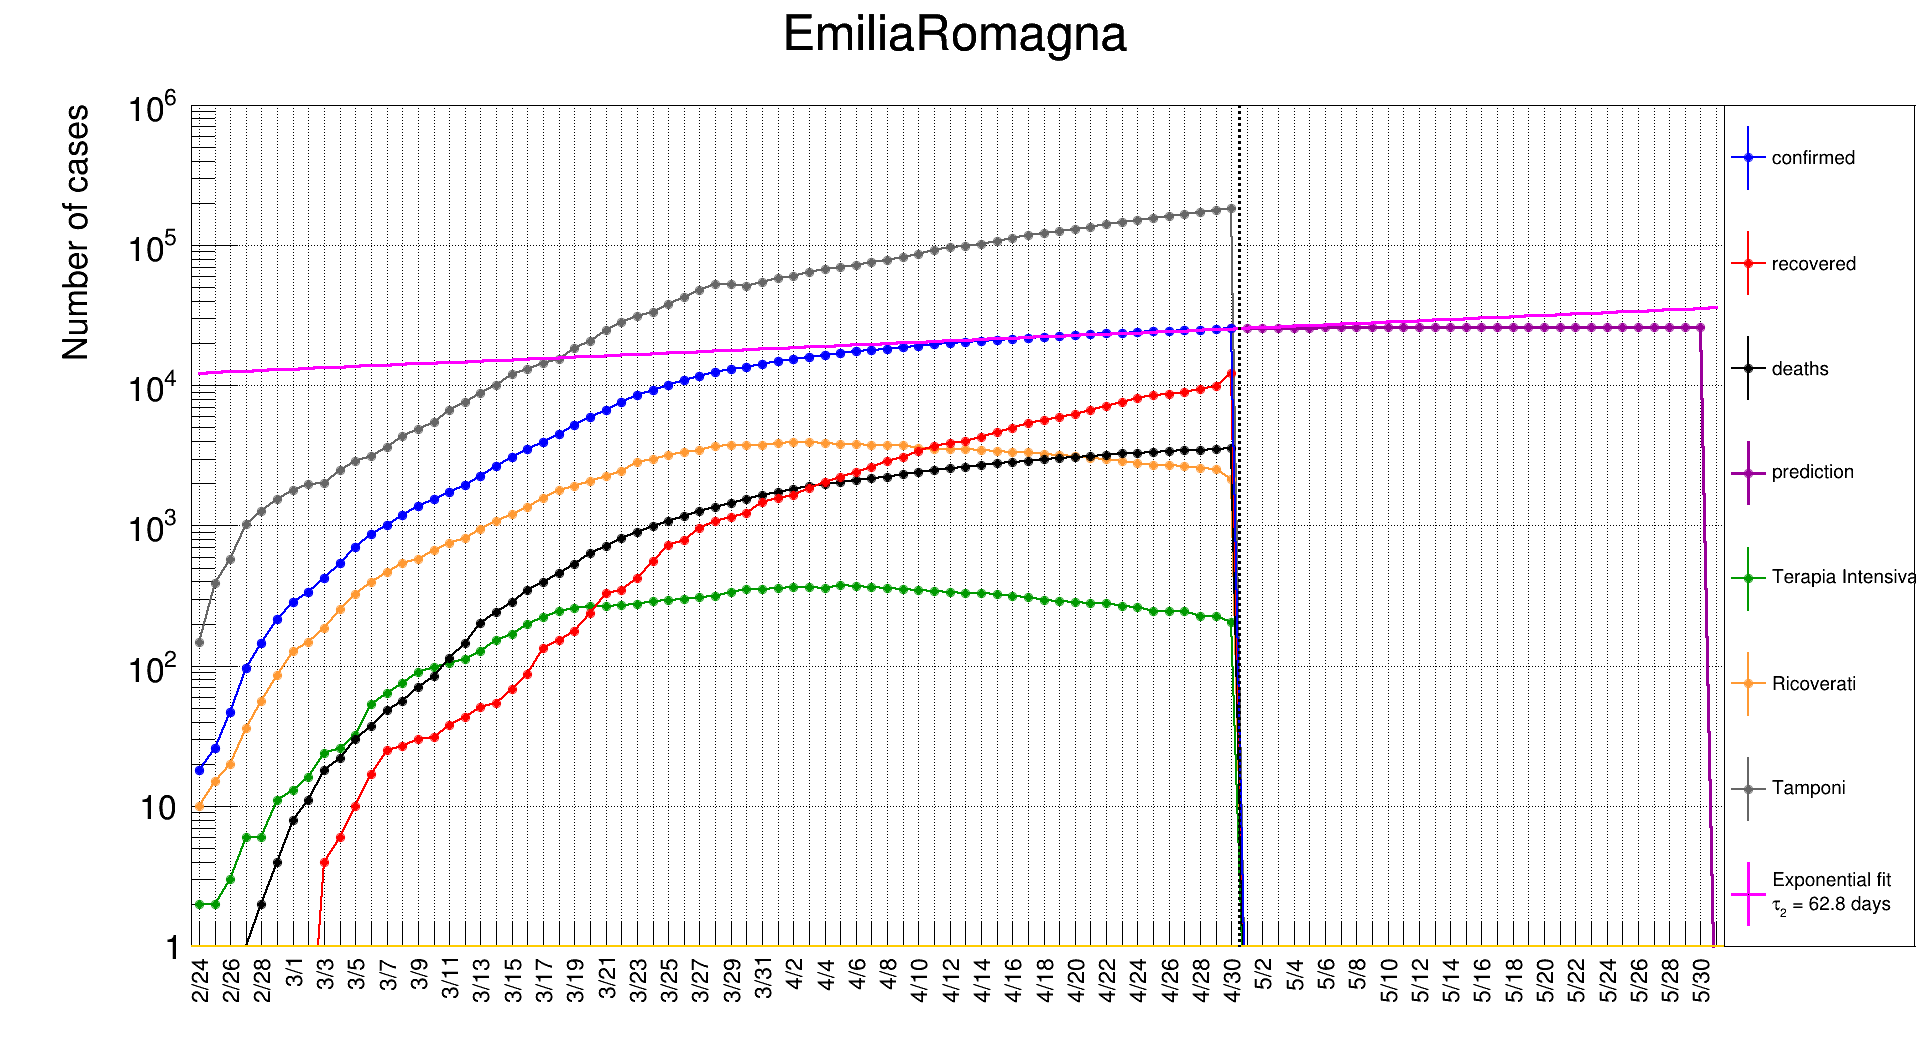 EmiliaRomagna
Number of cases
10^6
10^5
10^4
10^3
10^2
10
1
2/24 2/26 2/28 3/1 3/3 3/5 3/7 3/9 3/11 3/13 3/15 3/17 3/19 3/21 3/23 3/25 3/27 3/29 3/31 4/2 4/4 4/6 4/8 4/10 4/12 4/14 4/16 4/18 4/20 4/22 4/24 4/26 4/28 4/30 5/2 5/4 5/6 5/8 5/10 5/12 5/14 5/16 5/18 5/20 5/22 5/24 5/26 5/28 5/30
confirmed
recovered
deaths
prediction
Terapia Intensiva
Ricoverati
Tamponi
Exponential fit
τ_2 = 62.8 days